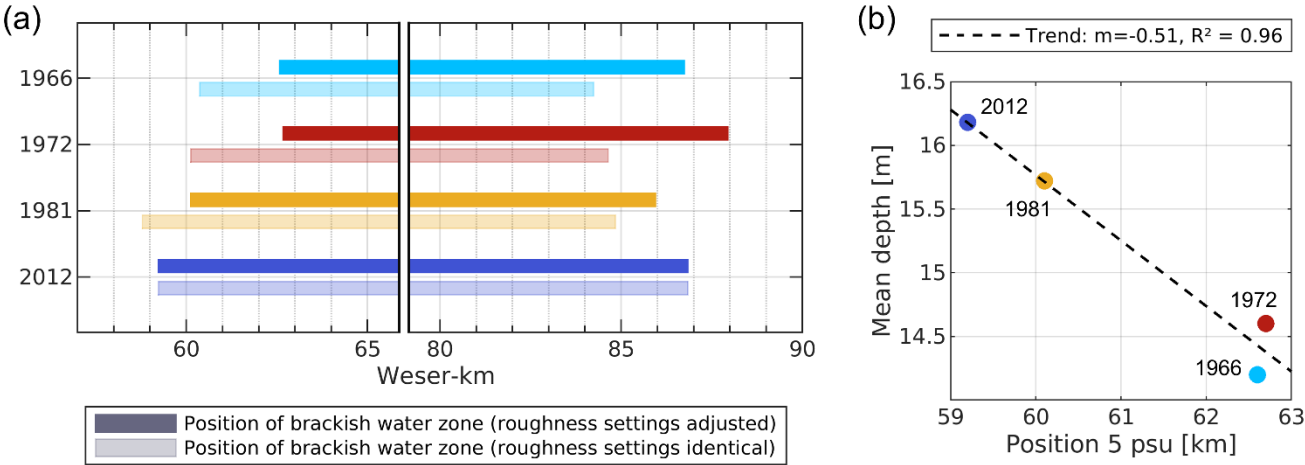 (a)
1966
1972
1981
2012
60
65
80
85
90
Weser-km
Position of brackish water zone (roughness settings adjusted)
Position of brackish water zone (roughness settings identical)
(b)
Trend: m=-0.51, R² = 0.96
16.5
16
15.5
15
14.5
Mean depth [m]
2012
1981
1972
1966
59
60
61
62
63
Position 5 psu [km]